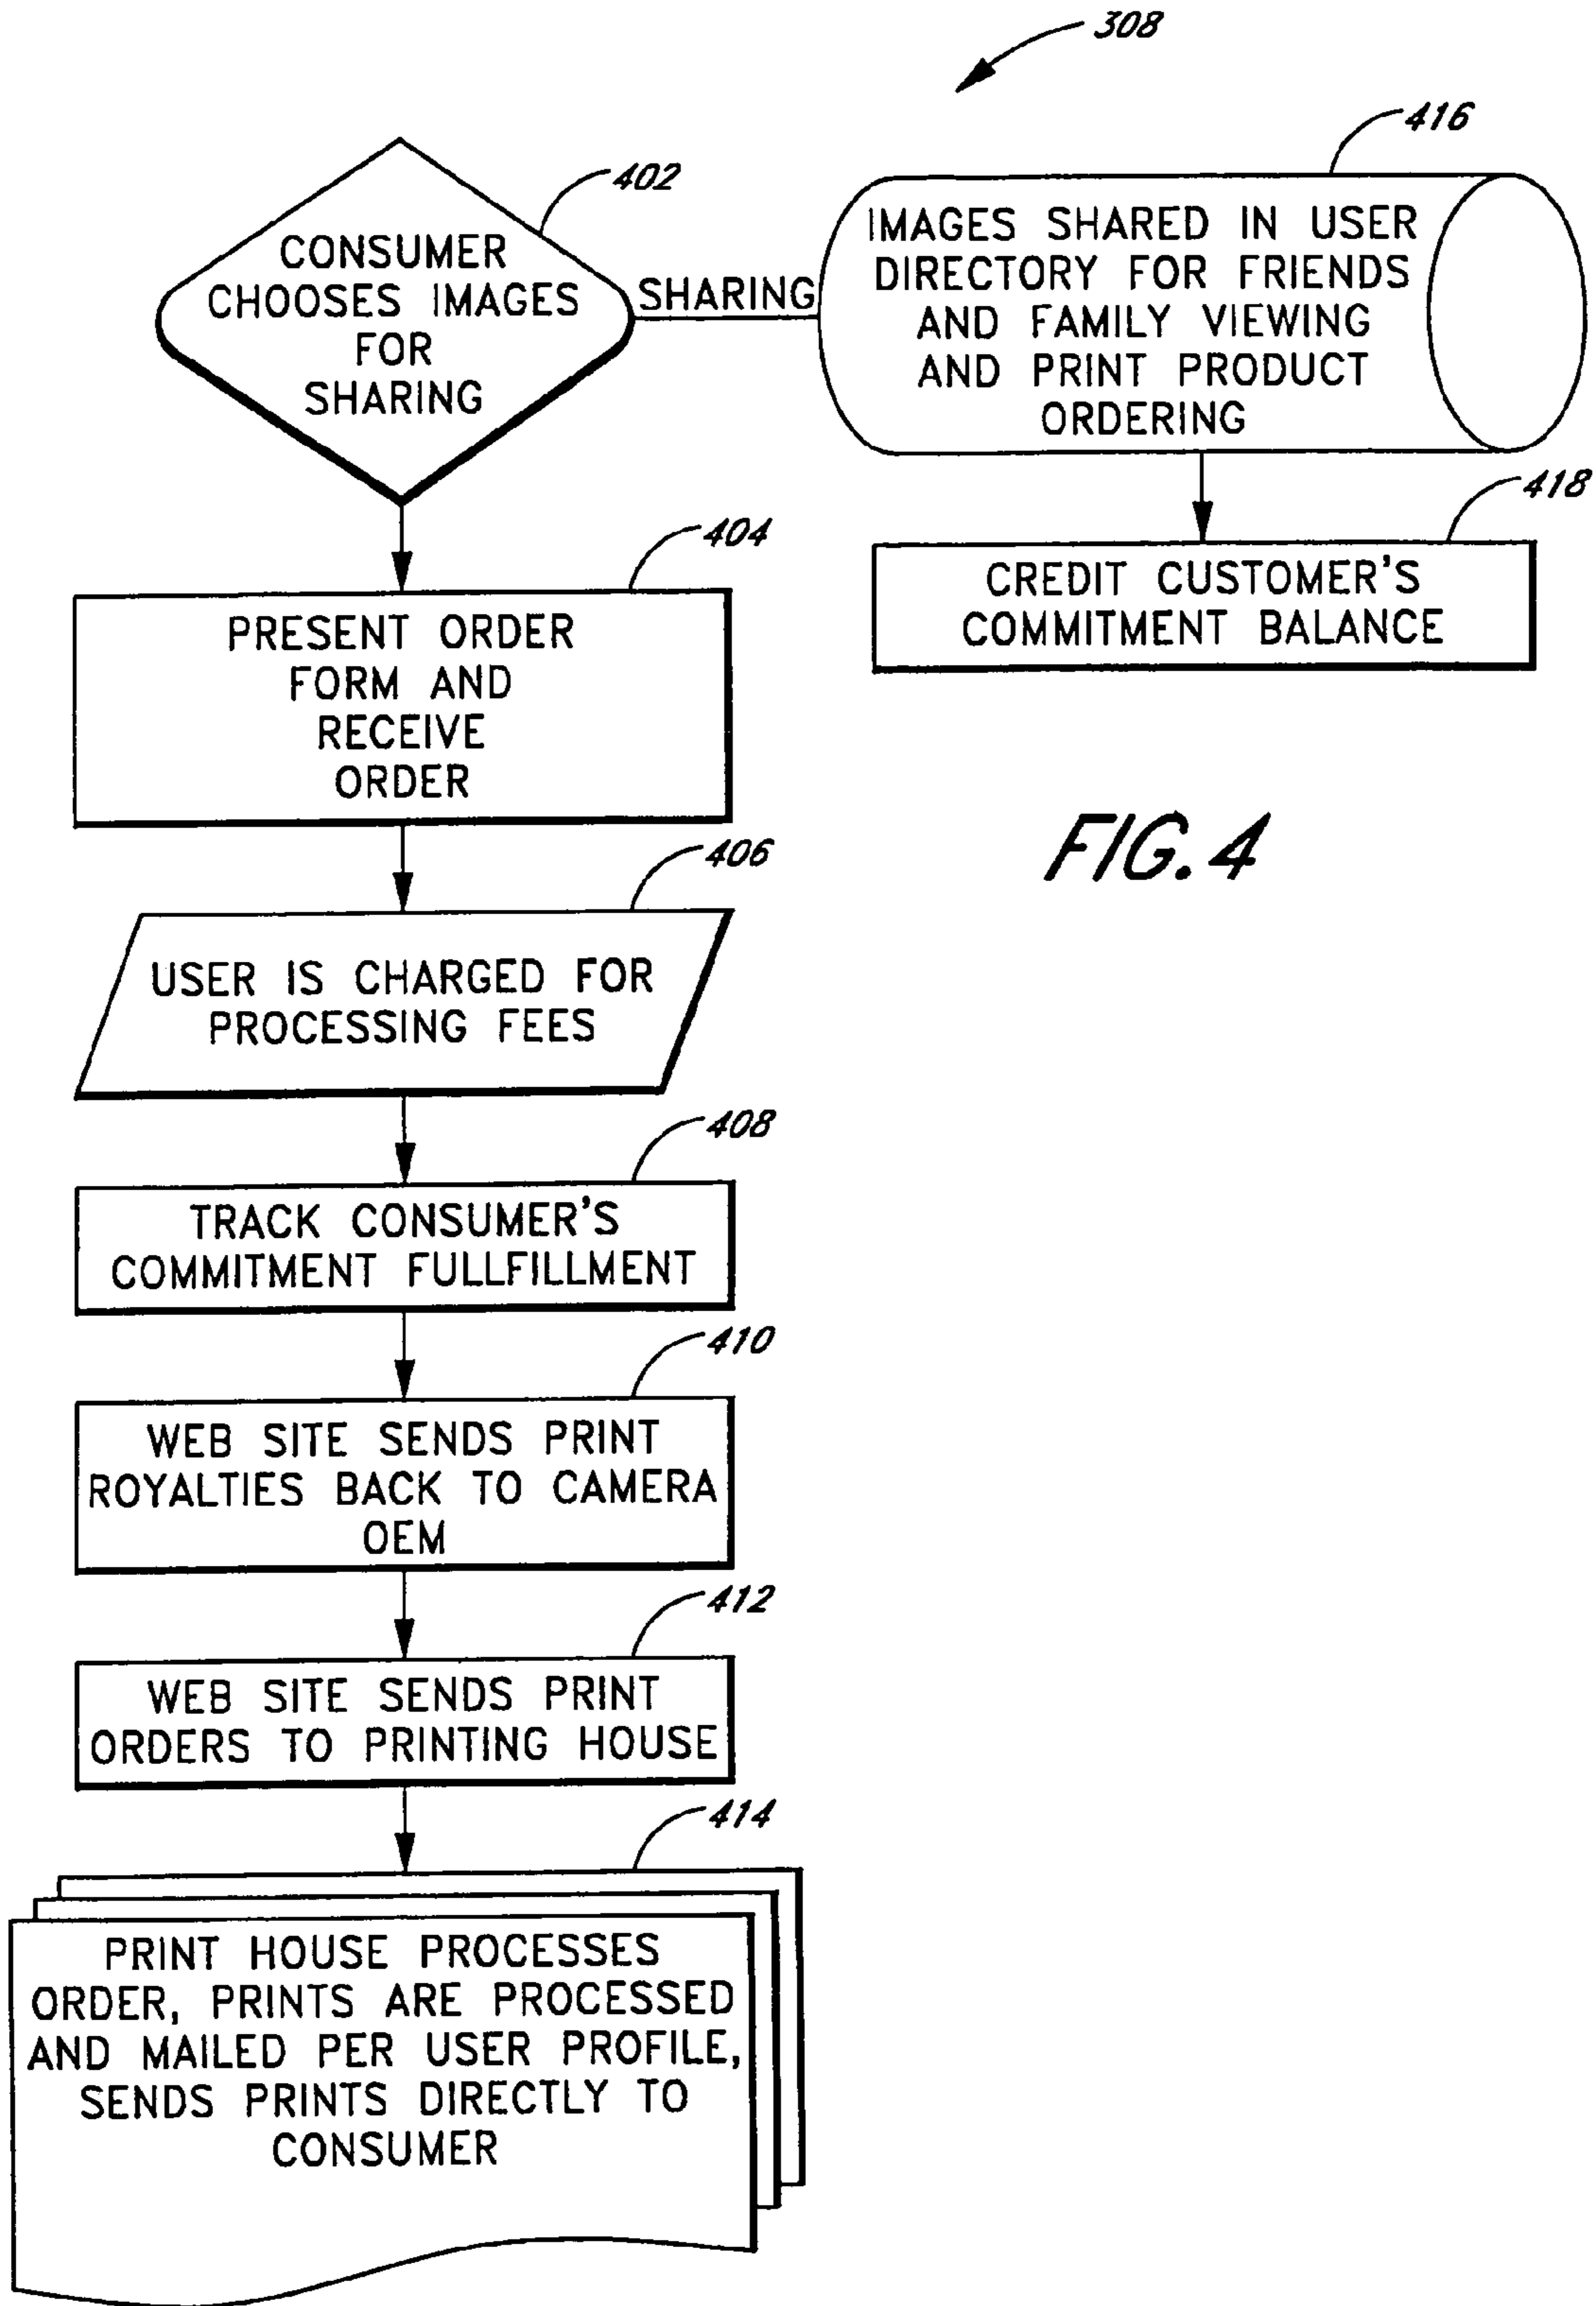 308
402
CONSUMER
CHOOSES IMAGES
FOR
SHARING
SHARING
416
IMAGES SHARED IN USER
DIRECTORY FOR FRIENDS
AND FAMILY VIEWING
AND PRINT PRODUCT
ORDERING
418
CREDIT CUSTOMER'S
COMMITMENT BALANCE
404
PRESENT ORDER
FORM AND
RECEIVE
ORDER
FIG. 4
406
USER IS CHARGED FOR
PROCESSING FEES
408
TRACK CONSUMER'S
COMMITMENT FULLFILLMENT
410
WEB SITE SENDS PRINT
ROYALTIES BACK TO CAMERA
OEM
412
WEB SITE SENDS PRINT
ORDERS TO PRINTING HOUSE
414
PRINT HOUSE PROCESSES
ORDER, PRINTS ARE PROCESSED
AND MAILED PER USER PROFILE,
SENDS PRINTS DIRECTLY TO
CONSUMER